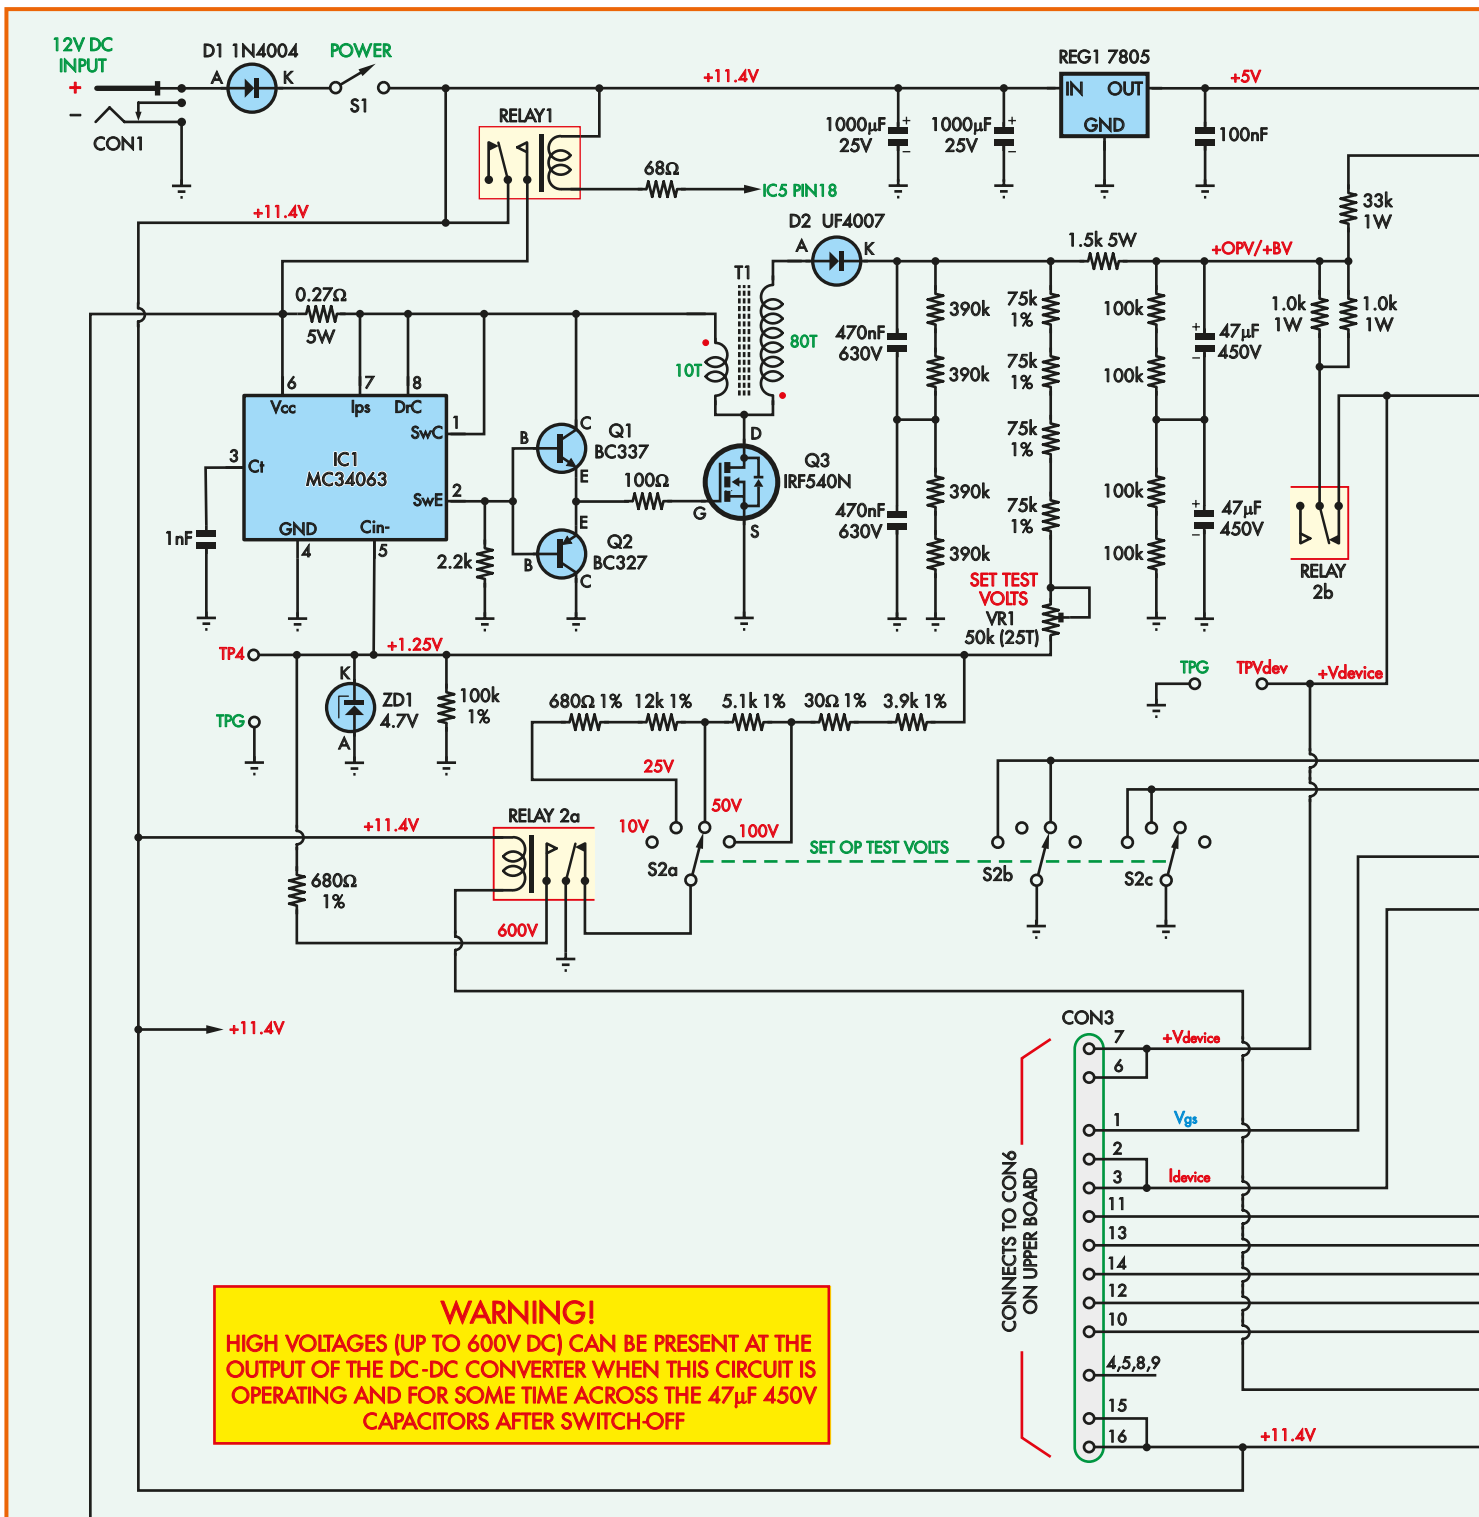 12V DC
INPUT
+
–
CON1
D1 1N4004
A
K
POWER
S1
+11.4V
RELAY1
68Ω
IC5 PIN18
+11.4V
1000µF
25V
+
–
1000µF
25V
+
–
REG1 7805
IN
OUT
GND
+5V
100nF
33k
1W
D2 UF4007
A
K
1.5k 5W
+OPV/+BV
0.27Ω
5W
T1
10T
80T
470nF
630V
390k
390k
75k
1%
75k
1%
100k
100k
+
–
47µF
450V
1.0k
1W
1.0k
1W
6
7
8
Vcc
Ips
DrC
1
SwC
3
Ct
IC1
MC34063
SwE
2
GND
Cin-
4
5
1nF
2.2k
B
C
Q1
BC337
E
100Ω
E
Q2
BC327
B
C
D
Q3
IRF540N
G
S
470nF
630V
390k
390k
75k
1%
75k
1%
100k
100k
+
–
47µF
450V
RELAY
2b
SET TEST
VOLTS
VR1
50k (25T)
TP4
+1.25V
TPG
K
ZD1
4.7V
A
100k
1%
680Ω 1%
12k 1%
5.1k 1%
30Ω 1%
3.9k 1%
TPG
TPVdev
+Vdevice
25V
50V
10V
100V
S2a
SET OP TEST VOLTS
S2b
S2c
+11.4V
RELAY 2a
680Ω
1%
600V
+11.4V
CON3
7
+Vdevice
6
1
Vgs
2
3
Idevice
11
13
14
12
10
4,5,8,9
15
16
+11.4V
CONNECTS TO CON6
ON UPPER BOARD
WARNING!
HIGH VOLTAGES (UP TO 600V DC) CAN BE PRESENT AT THE
OUTPUT OF THE DC-DC CONVERTER WHEN THIS CIRCUIT IS
OPERATING AND FOR SOME TIME ACROSS THE 47µF 450V
CAPACITORS AFTER SWITCH-OFF